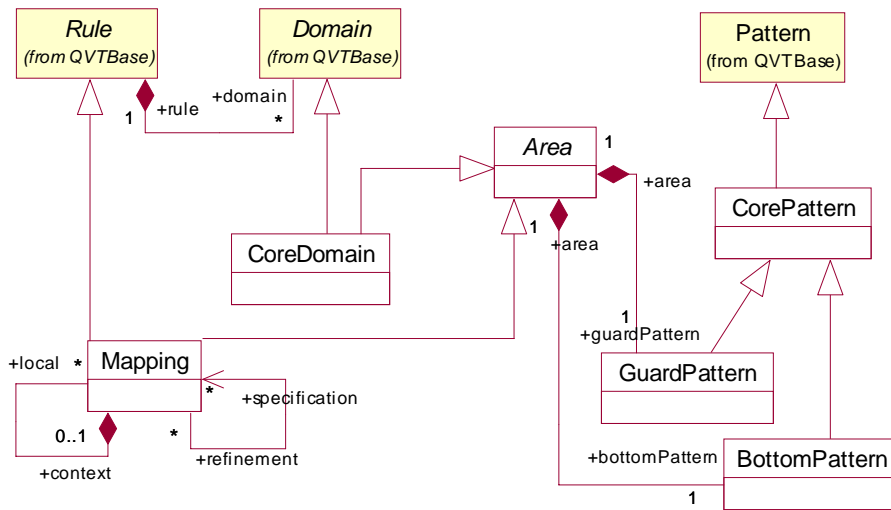 Rule
(from QVTBase)
Domain
(from QVTBase)
Pattern
(from QVTBase)
+domain
1
+rule
*
Area
1
+area
CorePattern
1
+area
CoreDomain
1
+guardPattern
+local
*
Mapping
GuardPattern
*
+specification
0..1
*
+context
+refinement
+bottomPattern
BottomPattern
1